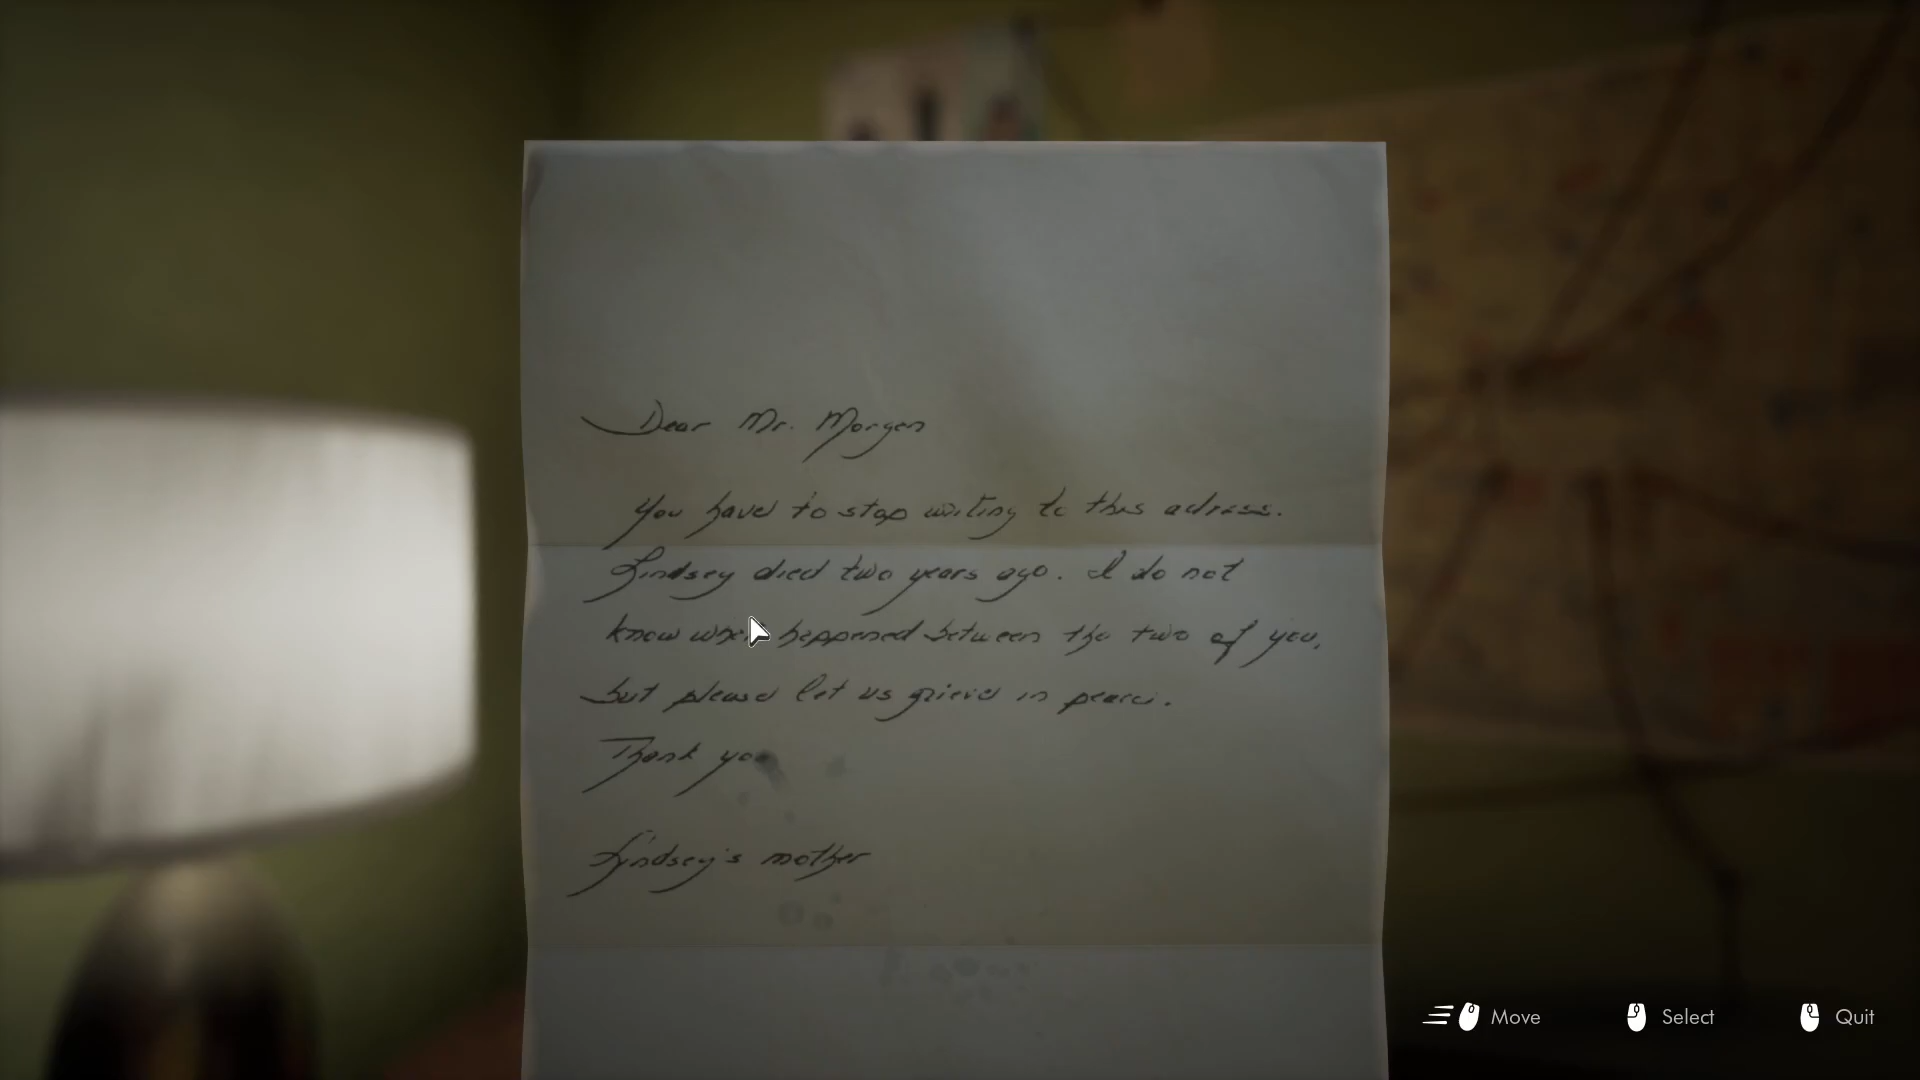 Dear Mr. Morgen
You have to stop writing to this adress.
Lindsey died two years ago. I do not
know what happened between the two of you,
but please let us grieve in peace.
Thank you
Lindsey's mother
Move Select Quit